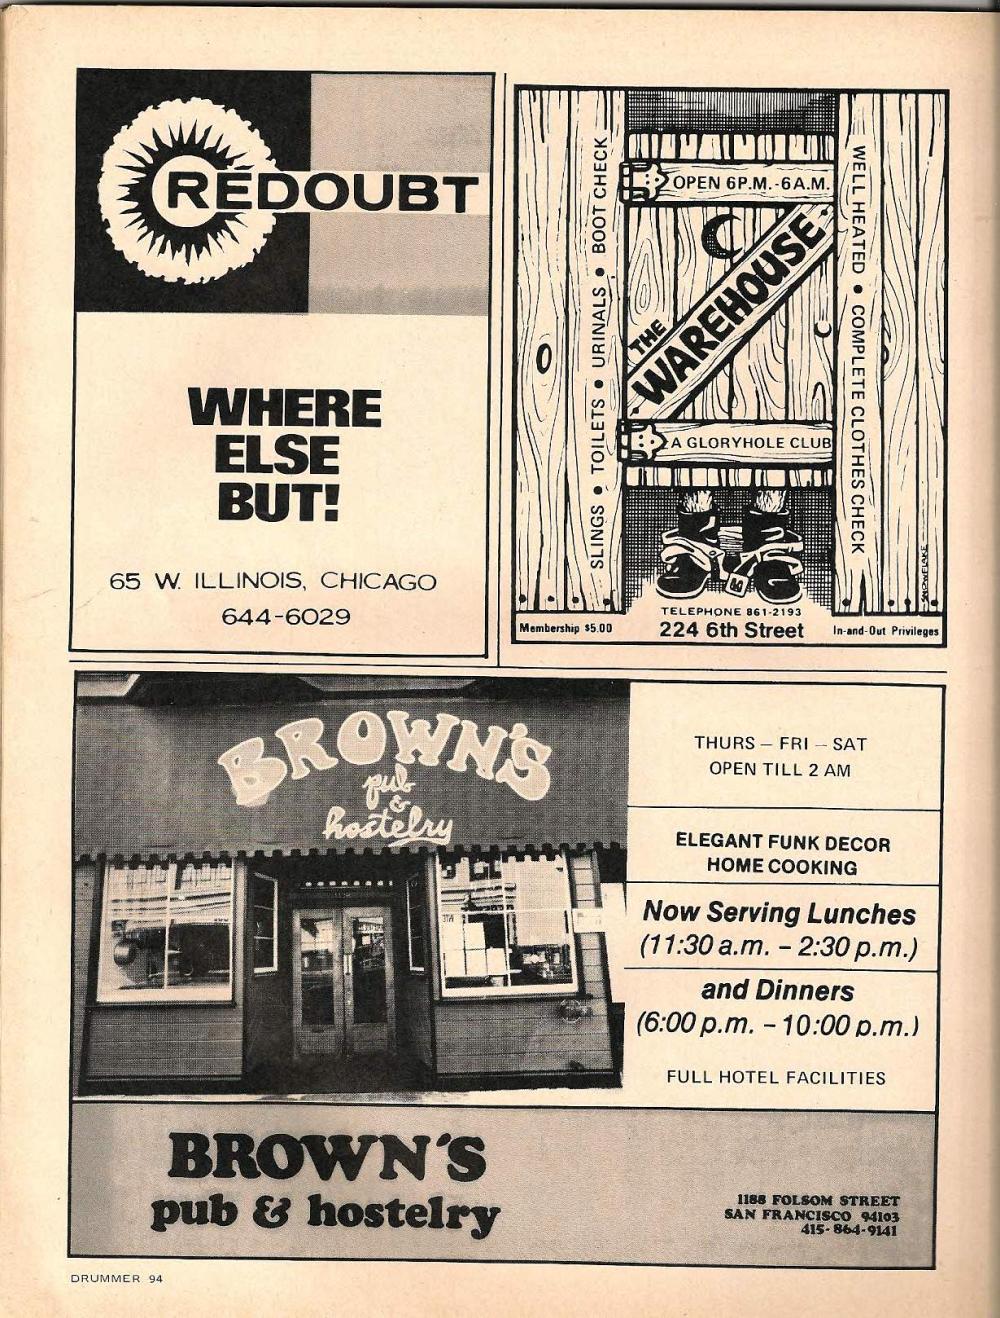 REDOUBT
WHERE
ELSE
BUT!
65 W. ILLINOIS, CHICAGO
644-6029
OPEN 6P.M.-6A.M.
THE
WAREHOUSE
A GLORYHOLE CLUB
SLINGS • TOILETS • URINALS • BOOT CHECK
WELL HEATED • COMPLETE CLOTHES CHECK
SNOWFLAKE
TELEPHONE 861-2193
Membership $5.00
224 6th Street
In-and-Out Privileges
BROWN'S
pub
&
hostelry
THURS – FRI – SAT
OPEN TILL 2 AM
ELEGANT FUNK DECOR
HOME COOKING
Now Serving Lunches
(11:30 a.m. – 2:30 p.m.)
and Dinners
(6:00 p.m. – 10:00 p.m.)
FULL HOTEL FACILITIES
BROWN'S
pub & hostelry
1188 FOLSOM STREET
SAN FRANCISCO 94103
415-864-9141
DRUMMER 94